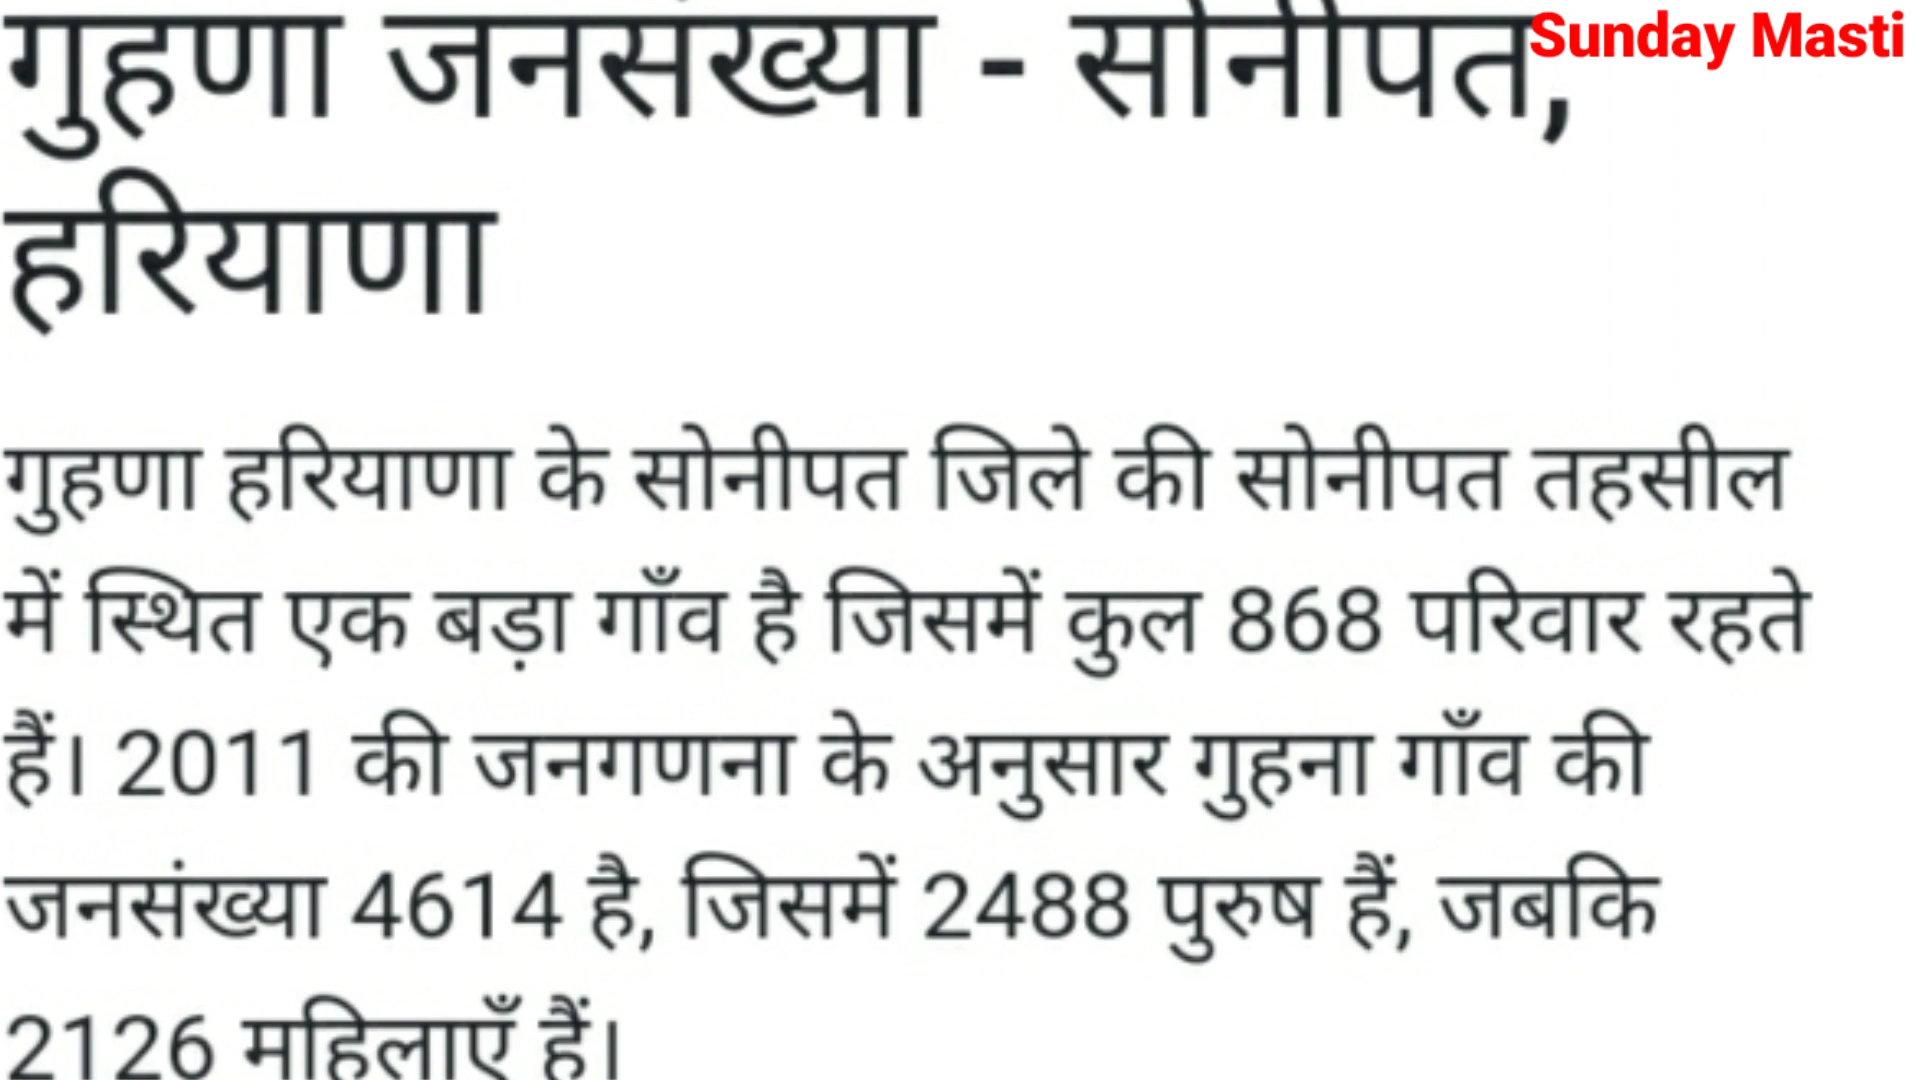 गुहणा जनसंख्या - सोनीपत,
Sunday Masti
हरियाणा
गुहणा हरियाणा के सोनीपत जिले की सोनीपत तहसील
में स्थित एक बड़ा गाँव है जिसमें कुल 868 परिवार रहते
हैं। 2011 की जनगणना के अनुसार गुहना गाँव की
जनसंख्या 4614 है, जिसमें 2488 पुरुष हैं, जबकि
2126 महिलाएँ हैं।